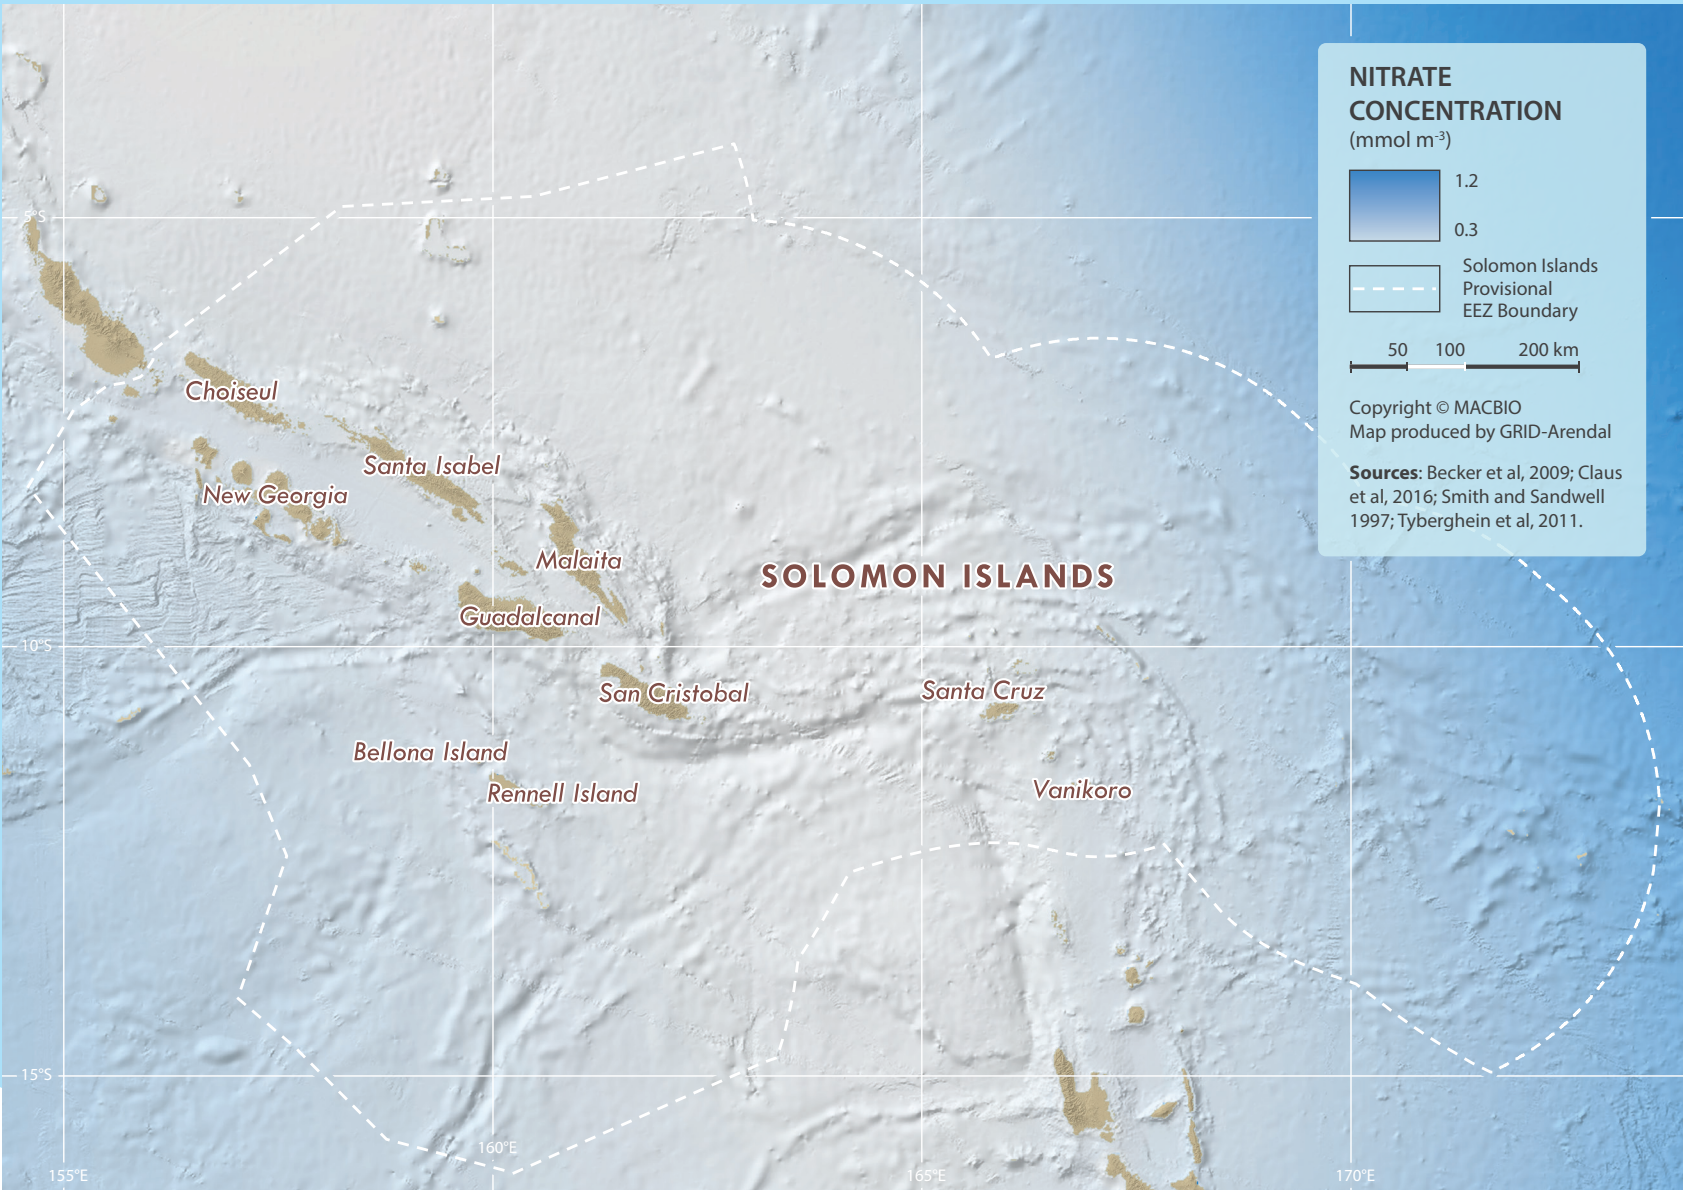 NITRATE
CONCENTRATION
(mmol m-3)
1.2
0.3
Solomon Islands
Provisional
EEZ Boundary
50 100 200 km
Copyright © MACBIO
Map produced by GRID-Arendal
Sources: Becker et al, 2009; Claus
et al, 2016; Smith and Sandwell
1997; Tyberghein et al, 2011.
5°S
Choiseul
Santa Isabel
New Georgia
Malaita
SOLOMON ISLANDS
Guadalcanal
10°S
San Cristobal
Santa Cruz
Bellona Island
Rennell Island
Vanikoro
15°S
155°E
160°E
165°E
170°E